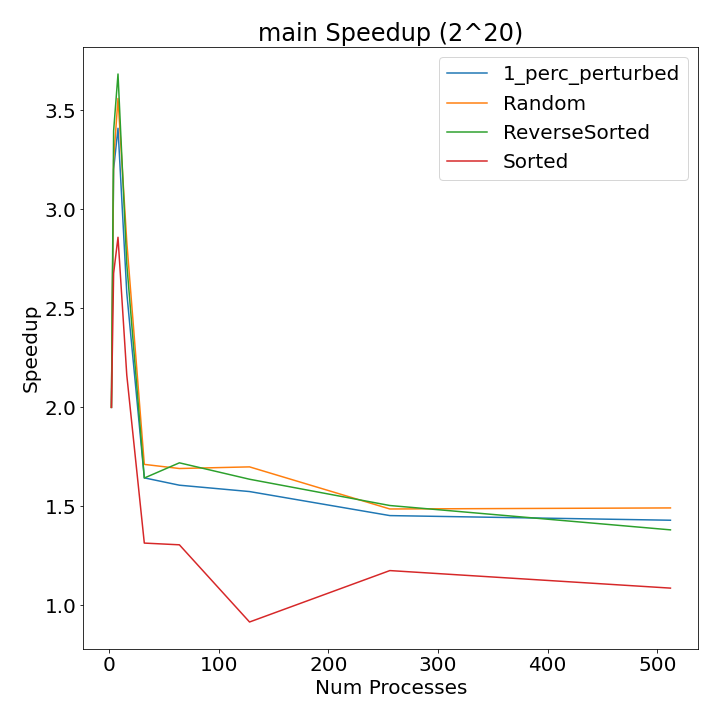 main Speedup (2^20)
1_perc_perturbed
Random
ReverseSorted
Sorted
Speedup
3.5
3.0
2.5
2.0
1.5
1.0
0 100 200 300 400 500
Num Processes